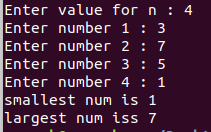 Enter value for n : 4
Enter number 1 : 3
Enter number 2 : 7
Enter number 3 : 5
Enter number 4 : 1
smallest num is 1
largest num iss 7